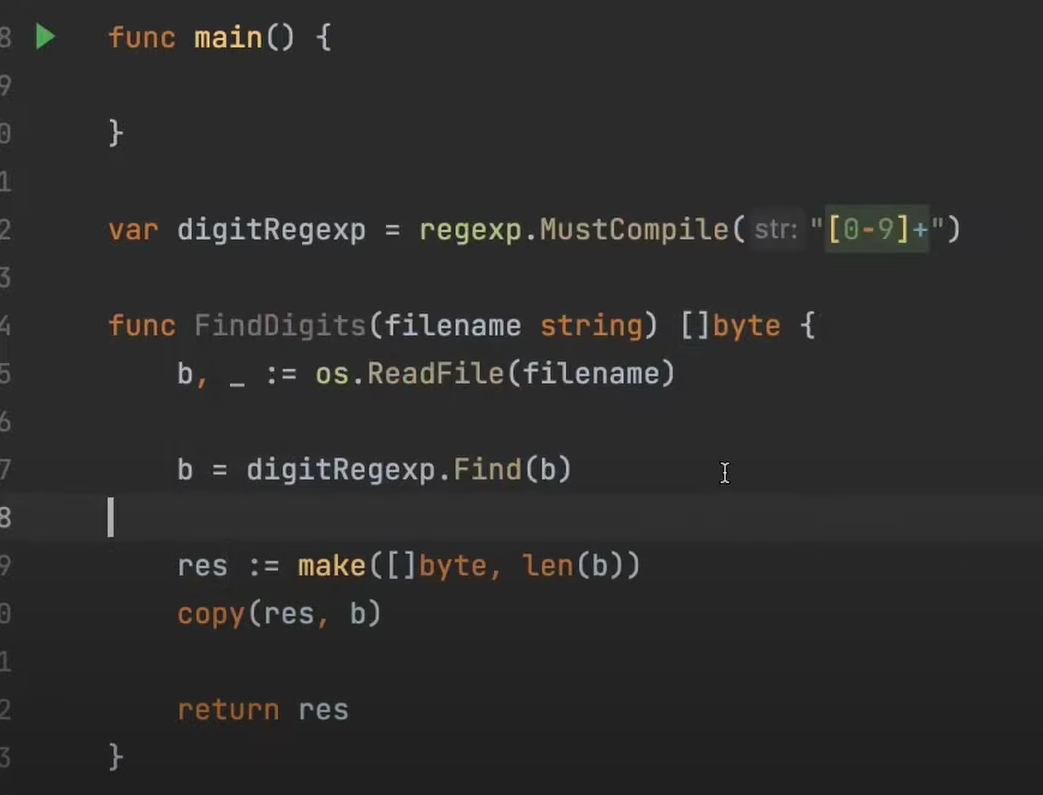 8 func main() {
9
0 }
1
2 var digitRegexp = regexp.MustCompile( str: "[0-9]+")
3
4 func FindDigits(filename string) []byte {
5 b, _ := os.ReadFile(filename)
6
7 b = digitRegexp.Find(b)
8
9 res := make([]byte, len(b))
0 copy(res, b)
1
2 return res
3 }